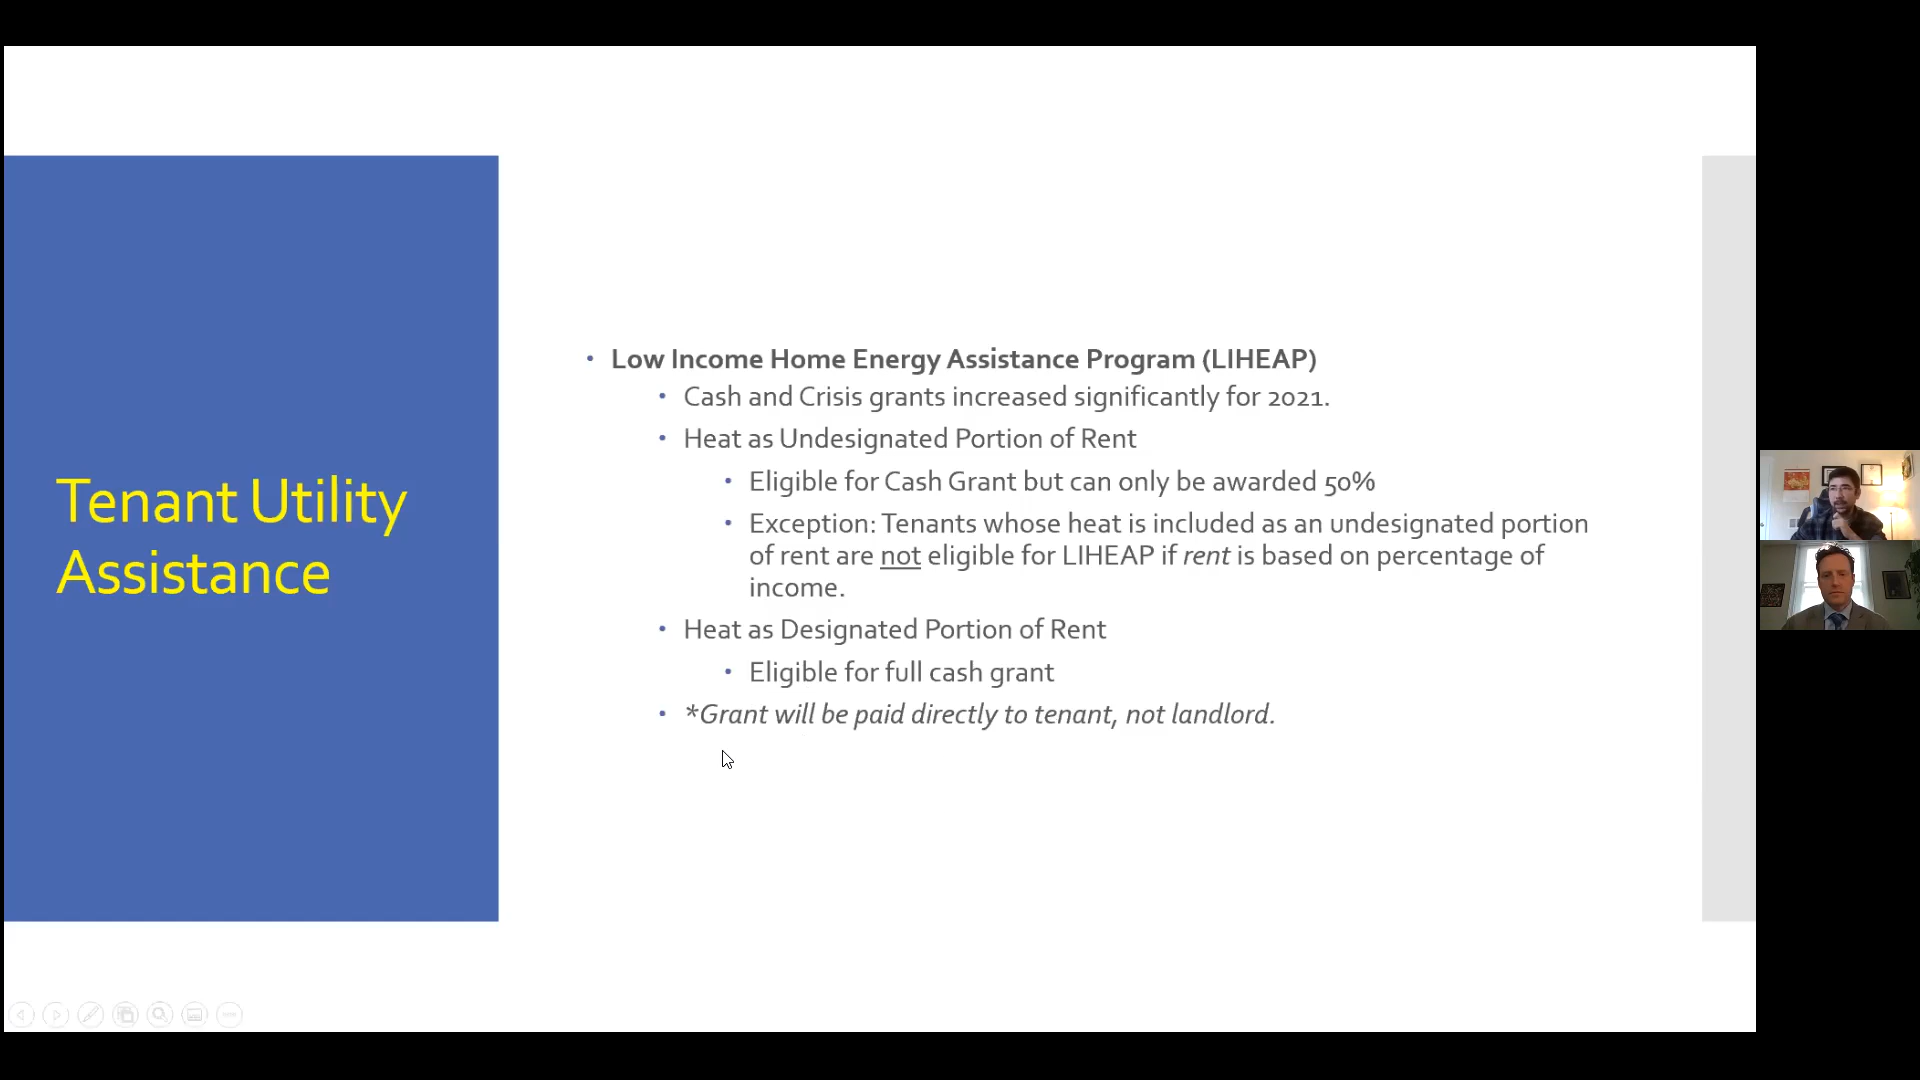 Tenant Utility
Assistance
• Low Income Home Energy Assistance Program (LIHEAP)
• Cash and Crisis grants increased significantly for 2021.
• Heat as Undesignated Portion of Rent
• Eligible for Cash Grant but can only be awarded 50%
• Exception: Tenants whose heat is included as an undesignated portion
of rent are not eligible for LIHEAP if rent is based on percentage of
income.
• Heat as Designated Portion of Rent
• Eligible for full cash grant
• *Grant will be paid directly to tenant, not landlord.